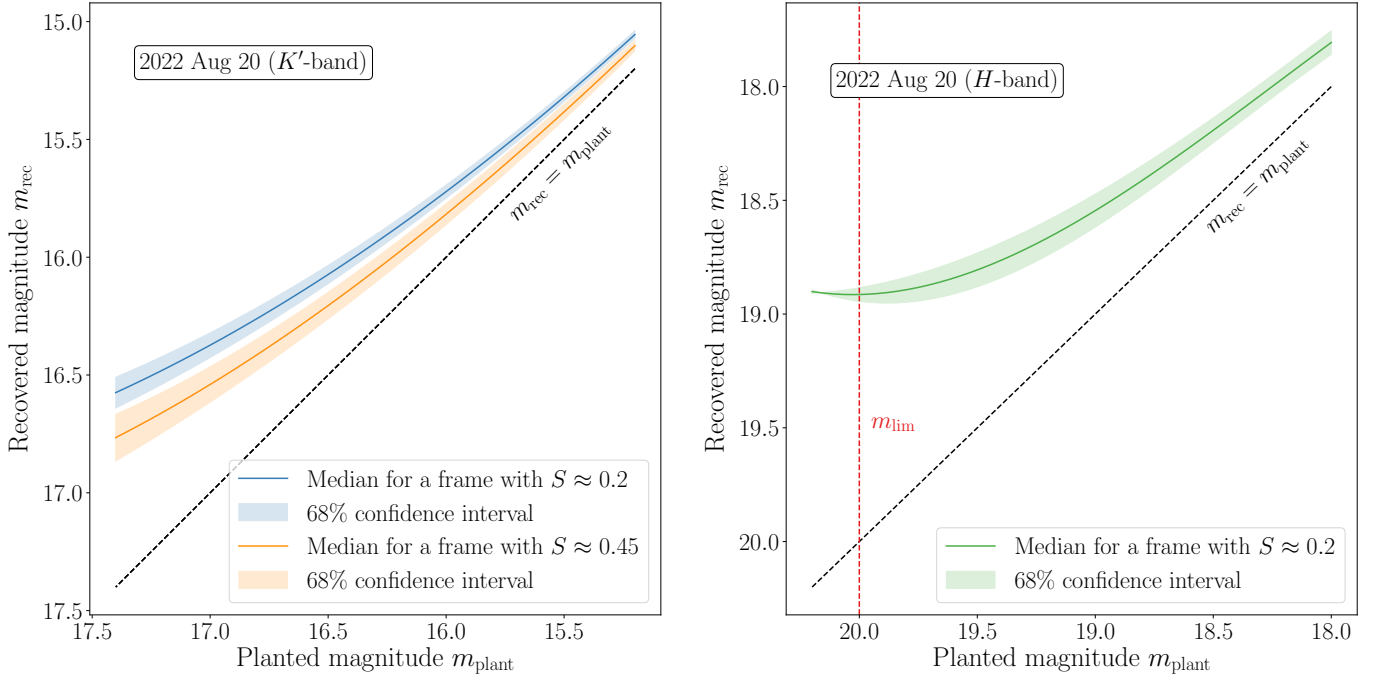 2022 Aug 20 (K′-band)
m_rec = m_plant
Recovered magnitude m_rec
15.0
15.5
16.0
16.5
17.0
17.5
Median for a frame with S ≈ 0.2
68% confidence interval
Median for a frame with S ≈ 0.45
68% confidence interval
17.5 17.0 16.5 16.0 15.5
Planted magnitude m_plant
2022 Aug 20 (H-band)
m_rec = m_plant
m_lim
Recovered magnitude m_rec
18.0
18.5
19.0
19.5
20.0
Median for a frame with S ≈ 0.2
68% confidence interval
20.0 19.5 19.0 18.5 18.0
Planted magnitude m_plant